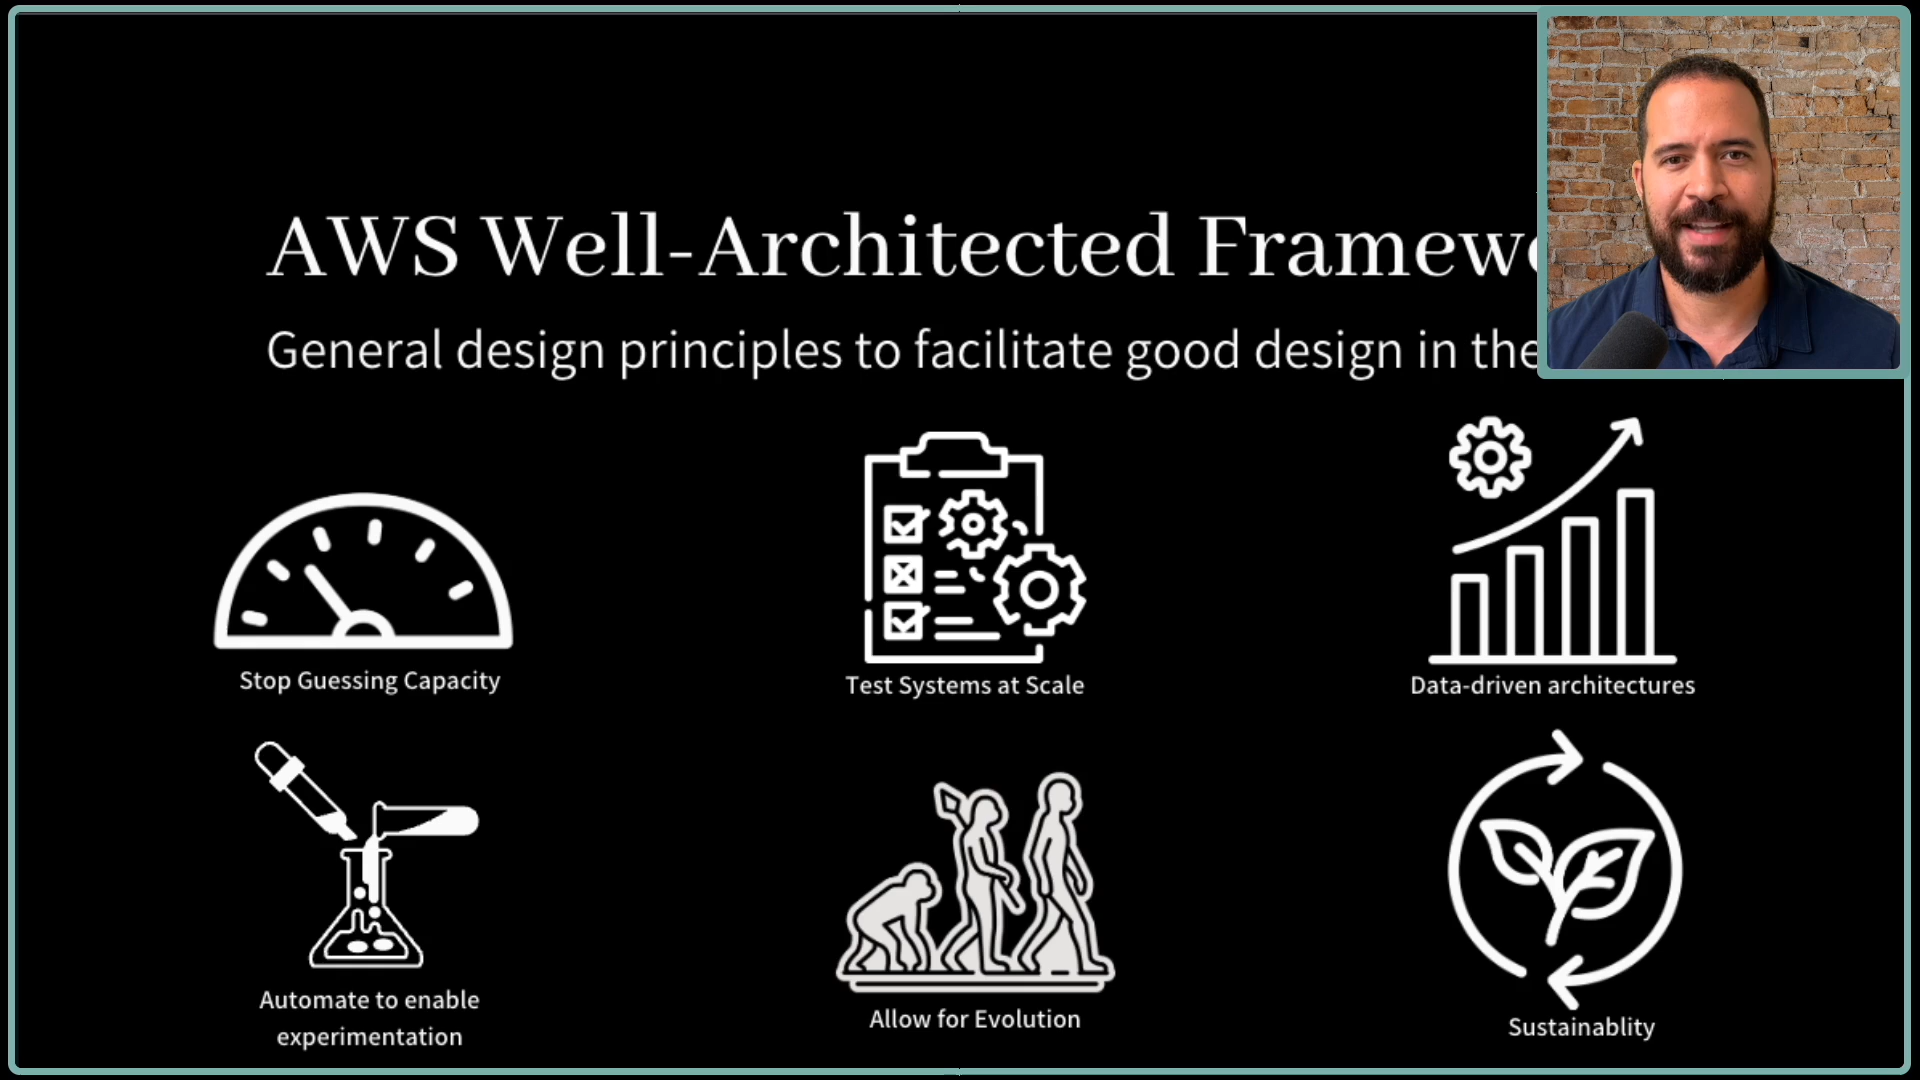 AWS Well-Architected Framewo
General design principles to facilitate good design in the
Stop Guessing Capacity
Test Systems at Scale
Data-driven architectures
Automate to enable
experimentation
Allow for Evolution
Sustainablity